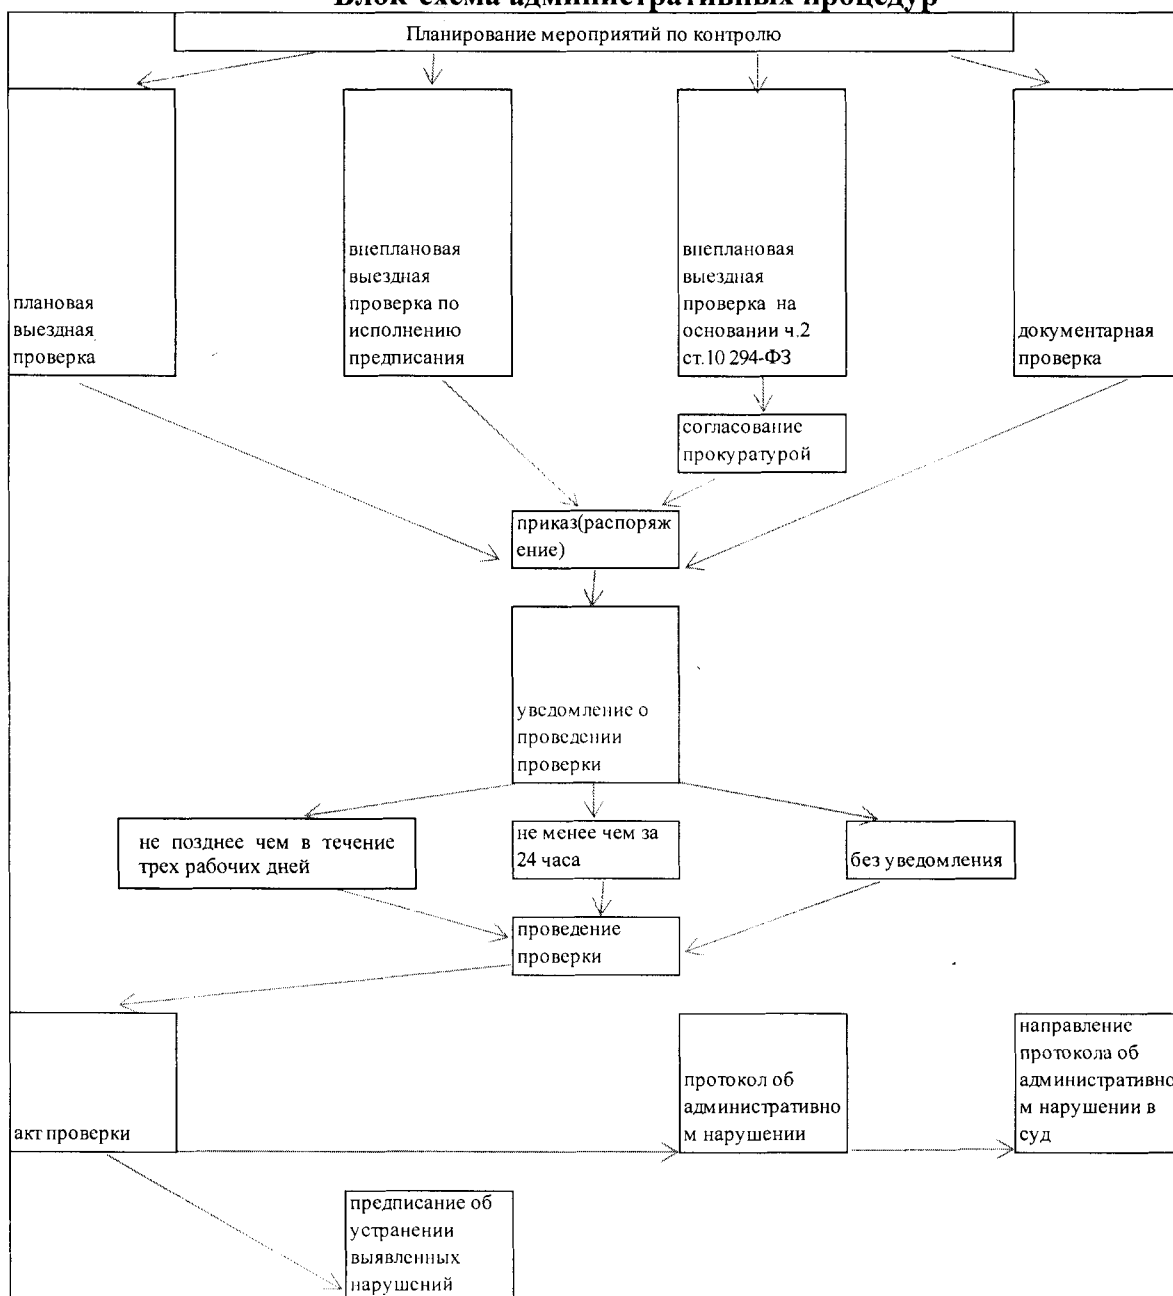 Блок-схема административных процедур
Планирование мероприятий по контролю
плановая
выездная
проверка
внеплановая
выездная
проверка по
исполнению
предписания
внеплановая
выездная
проверка на
основании ч.2
ст.10 294-ФЗ
документарная
проверка
согласование
прокуратурой
приказ(распоряж
ение)
уведомление о
проведении
проверки
не позднее чем в течение
трех рабочих дней
не менее чем за
24 часа
без уведомления
проведение
проверки
акт проверки
протокол об
административно
м нарушении
направление
протокола об
административно
м нарушении в
суд
предписание об
устранении
выявленных
нарушений